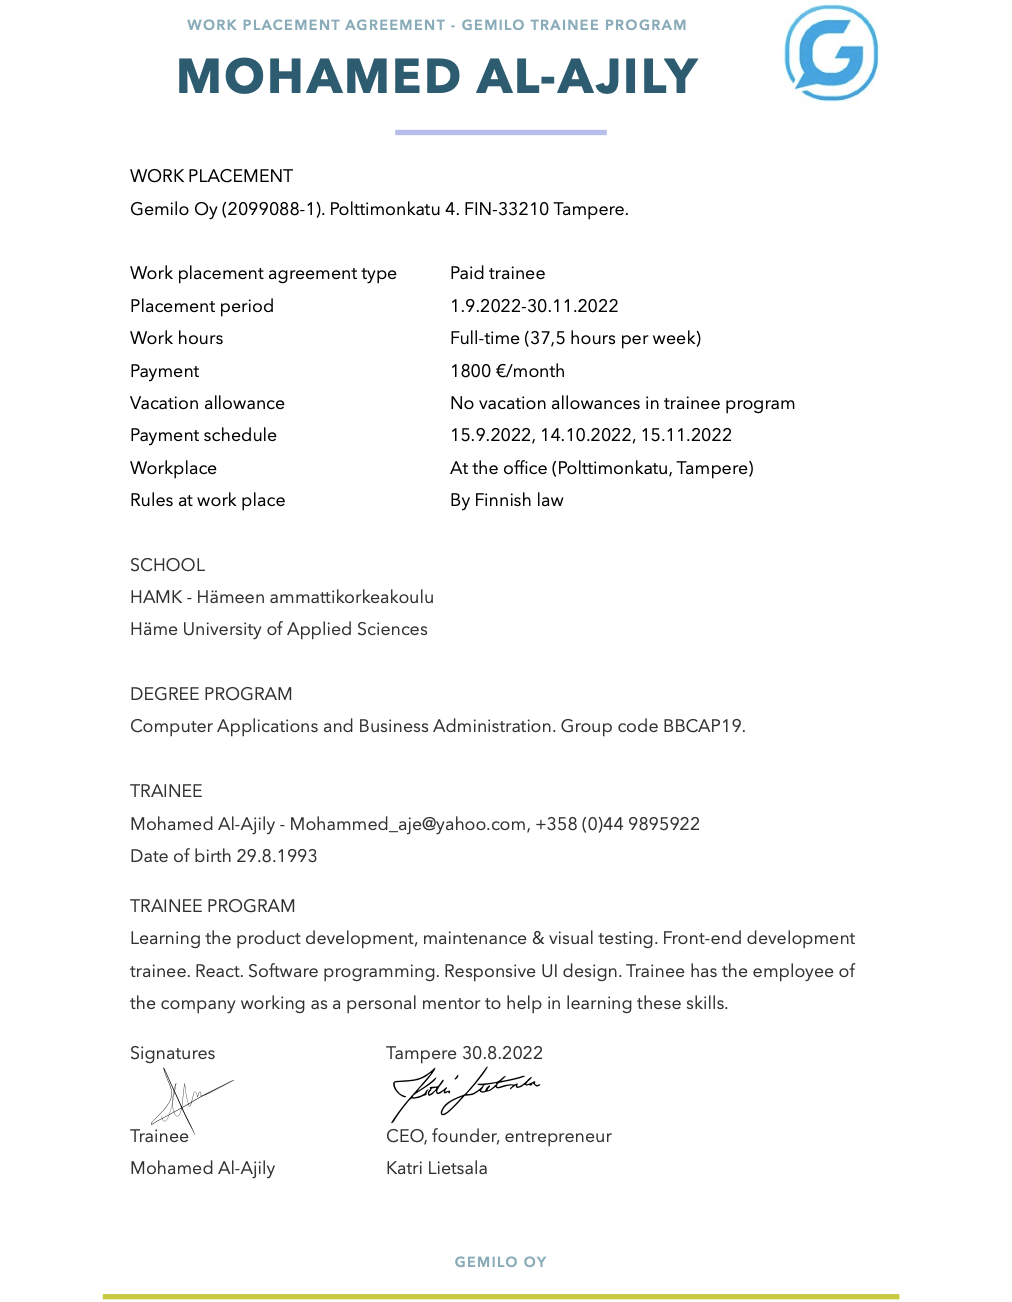 WORK PLACEMENT AGREEMENT - GEMILO TRAINEE PROGRAM
MOHAMED AL-AJILY
G
WORK PLACEMENT
Gemilo Oy (2099088-1). Polttimonkatu 4. FIN-33210 Tampere.
Work placement agreement type Paid trainee
Placement period 1.9.2022-30.11.2022
Work hours Full-time (37,5 hours per week)
Payment 1800 €/month
Vacation allowance No vacation allowances in trainee program
Payment schedule 15.9.2022, 14.10.2022, 15.11.2022
Workplace At the office (Polttimonkatu, Tampere)
Rules at work place By Finnish law
SCHOOL
HAMK - Hämeen ammattikorkeakoulu
Häme University of Applied Sciences
DEGREE PROGRAM
Computer Applications and Business Administration. Group code BBCAP19.
TRAINEE
Mohamed Al-Ajily - Mohammed_aje@yahoo.com, +358 (0)44 9895922
Date of birth 29.8.1993
TRAINEE PROGRAM
Learning the product development, maintenance & visual testing. Front-end development
trainee. React. Software programming. Responsive UI design. Trainee has the employee of
the company working as a personal mentor to help in learning these skills.
Signatures Tampere 30.8.2022
Katri Lietsala
Trainee CEO, founder, entrepreneur
Mohamed Al-Ajily Katri Lietsala
GEMILO OY